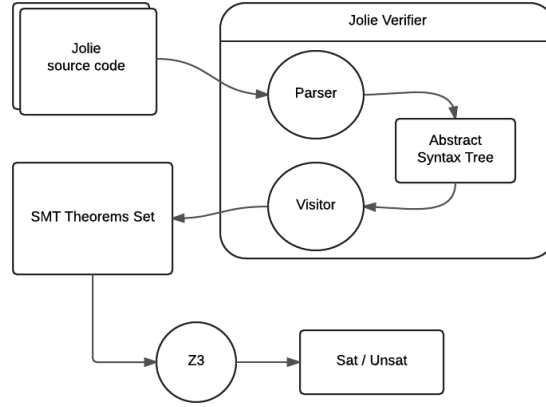 Jolie Verifier
Jolie
source code
Parser
Abstract
Syntax Tree
Visitor
SMT Theorems Set
Z3
Sat / Unsat